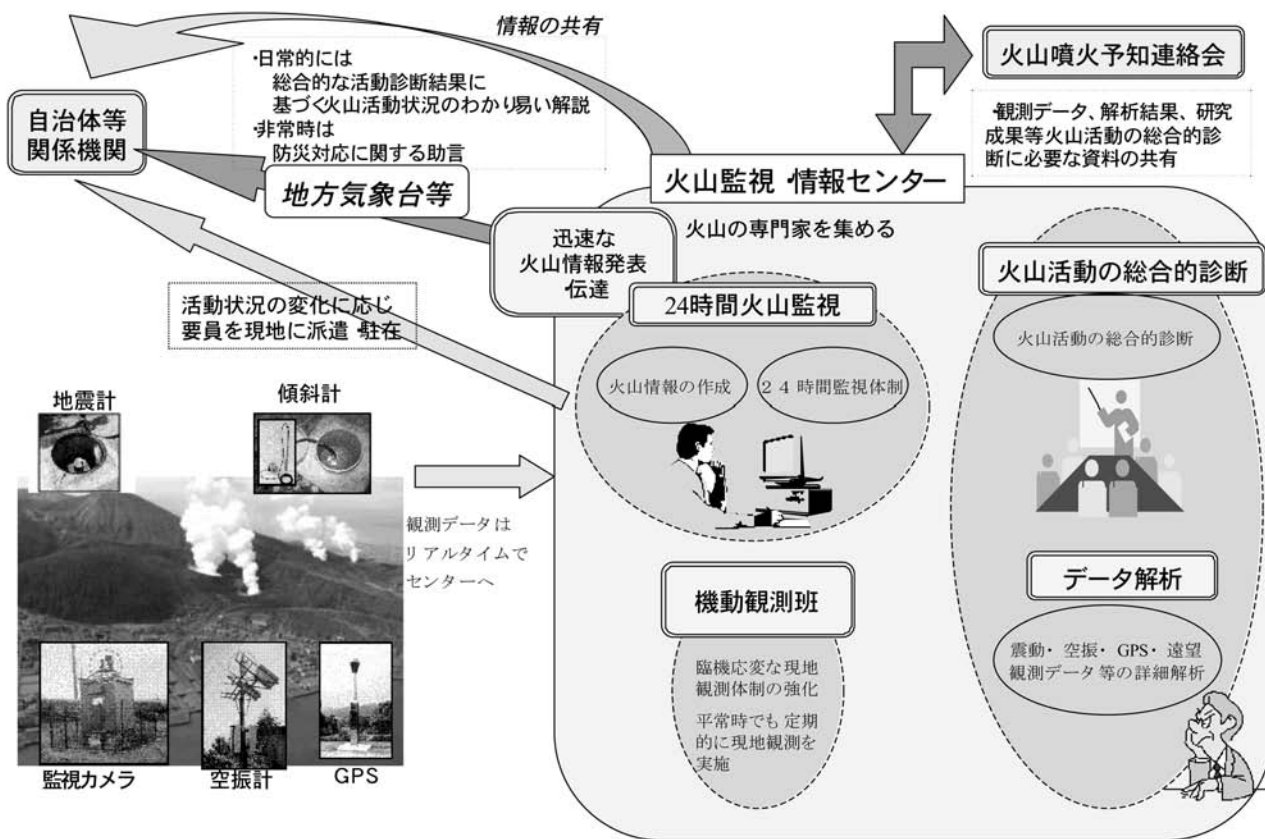 情報の共有
・日常的には
総合的な活動診断結果に
基づく火山活動状況のわかり易い解説
・非常時は
防災対応に関する助言
自治体等
関係機関
地方気象台等
火山噴火予知連絡会
・観測データ、解析結果、研究
成果等火山活動の総合的診
断に必要な資料の共有
火山監視・情報センター
火山の専門家を集める
迅速な
火山情報発表
・伝達
活動状況の変化に応じ
要員を現地に派遣・駐在
24時間火山監視
火山情報の作成
２４時間監視体制
火山活動の総合的診断
火山活動の総合的診断
地震計
傾斜計
観測データは
リアルタイムで
センターへ
監視カメラ
空振計
GPS
機動観測班
臨機応変な現地
観測体制の強化
平常時でも定期
的に現地観測を
実施
データ解析
震動・空振・GPS・遠望
観測データ等の詳細解析